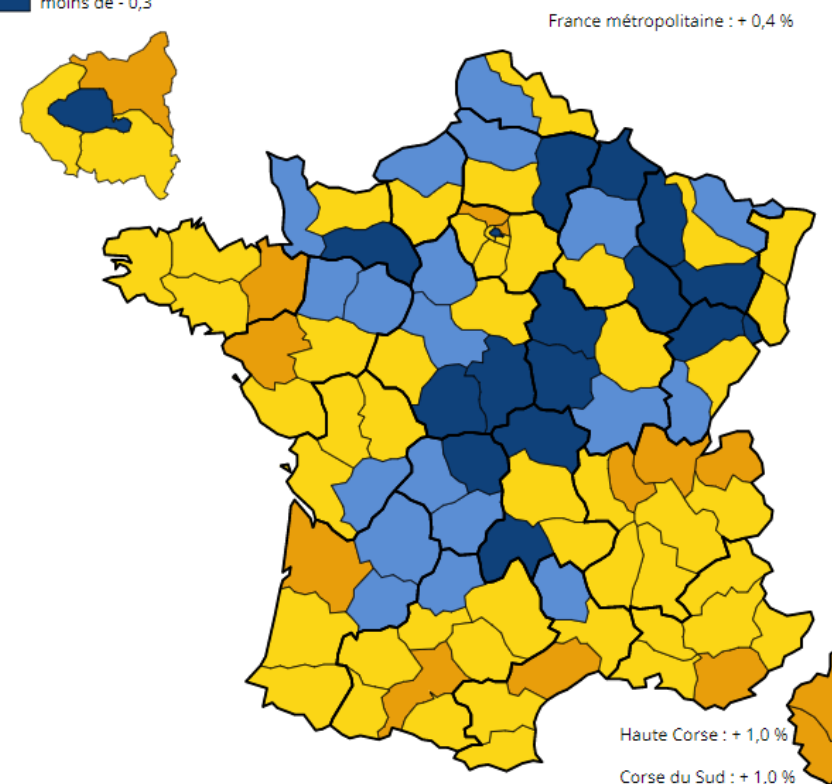 moins de - 0,3
France métropolitaine : + 0,4 %
Haute Corse : + 1,0 %
Corse du Sud : + 1,0 %